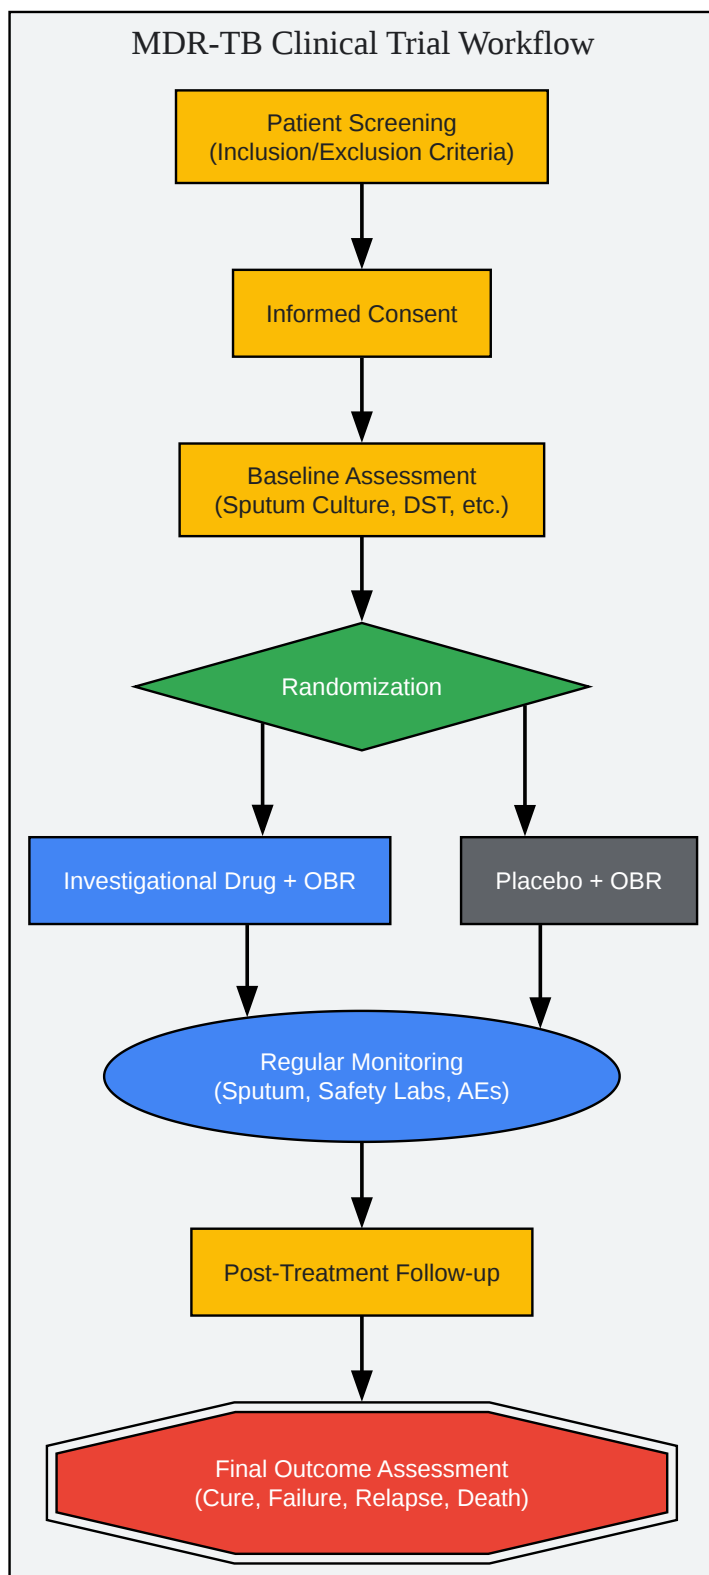 MDR-TB Clinical Trial Workflow
Patient Screening
(Inclusion/Exclusion Criteria)
Informed Consent
Baseline Assessment
(Sputum Culture, DST, etc.)
Randomization
Investigational Drug + OBR
Placebo + OBR
Regular Monitoring
(Sputum, Safety Labs, AEs)
Post-Treatment Follow-up
Final Outcome Assessment
(Cure, Failure, Relapse, Death)